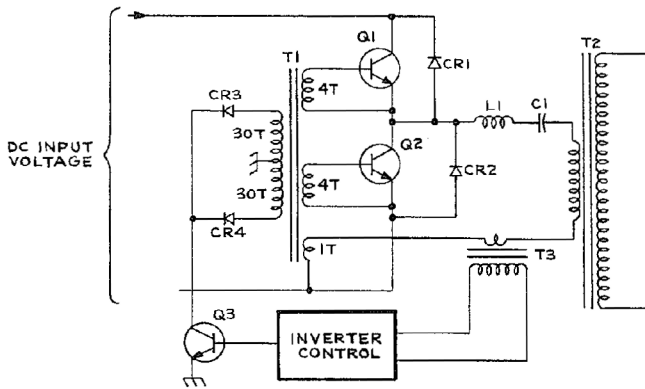 Q1
T1
T2
CR1
CR3
4T
L1
C1
30T
DC INPUT
VOLTAGE
Q2
30T
4T
CR2
CR4
1T
T3
Q3
INVERTER
CONTROL